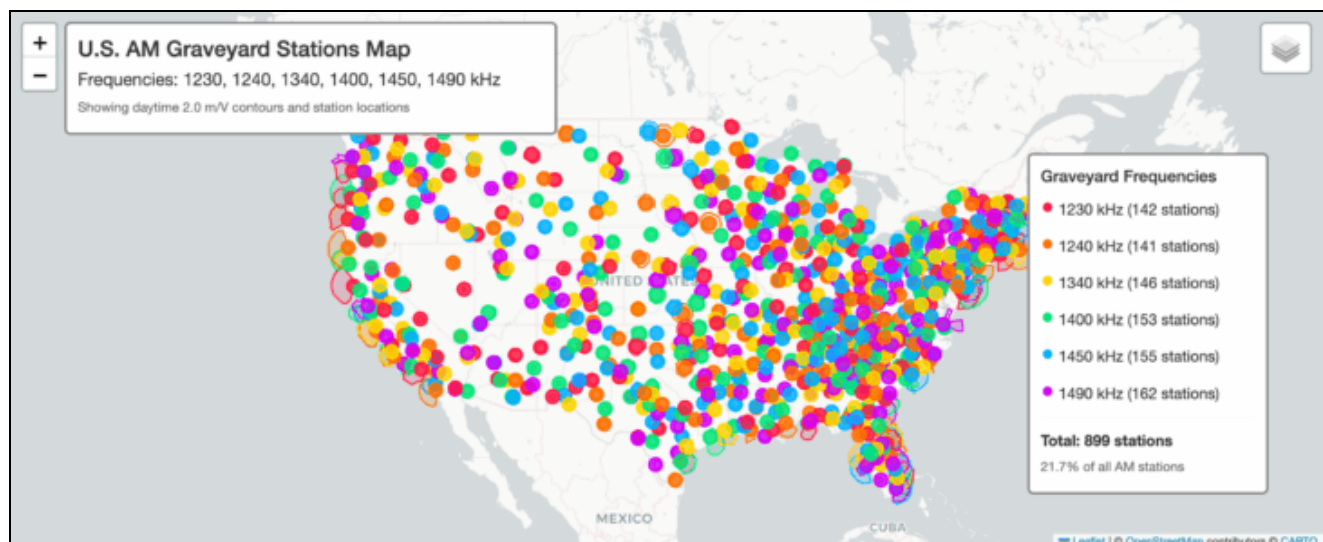 +
−
U.S. AM Graveyard Stations Map
Frequencies: 1230, 1240, 1340, 1400, 1450, 1490 kHz
Showing daytime 2.0 m/V contours and station locations
Graveyard Frequencies
1230 kHz (142 stations)
1240 kHz (141 stations)
1340 kHz (146 stations)
1400 kHz (153 stations)
1450 kHz (155 stations)
1490 kHz (162 stations)
Total: 899 stations
21.7% of all AM stations
UNITED STATES
MEXICO
CUBA
Leaflet | © OpenStreetMap contributors © CARTO